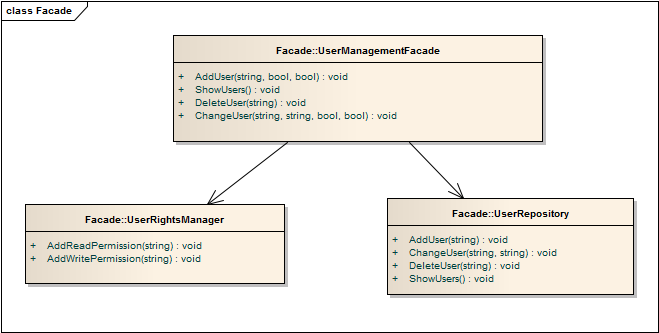 class Facade
Facade::UserManagementFacade
+ AddUser(string, bool, bool) : void
+ ShowUsers() : void
+ DeleteUser(string) : void
+ ChangeUser(string, string, bool, bool) : void
Facade::UserRightsManager
+ AddReadPermission(string) : void
+ AddWritePermission(string) : void
Facade::UserRepository
+ AddUser(string) : void
+ ChangeUser(string, string) : void
+ DeleteUser(string) : void
+ ShowUsers() : void